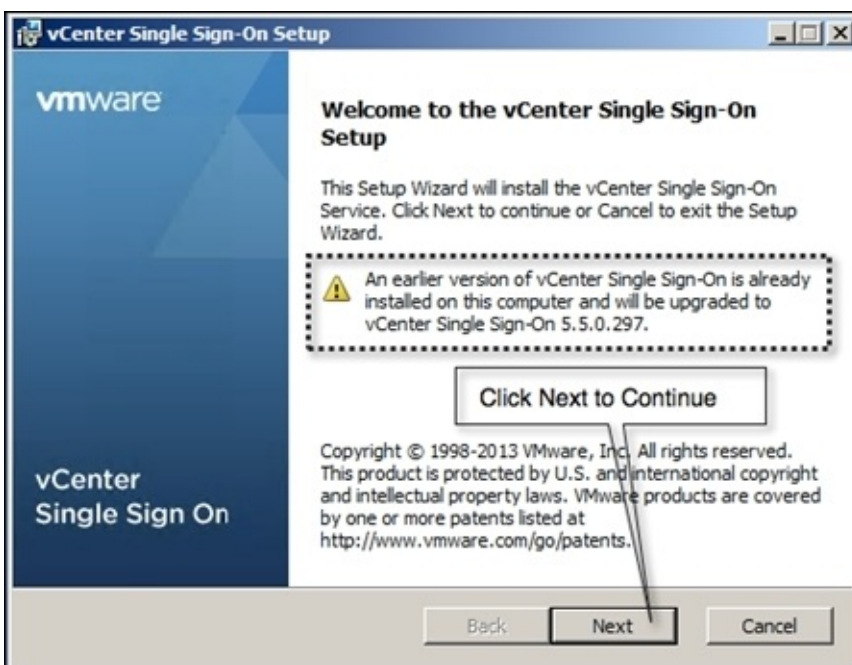 vCenter Single Sign-On Setup
vmware
Welcome to the vCenter Single Sign-On
Setup
This Setup Wizard will install the vCenter Single Sign-On
Service. Click Next to continue or Cancel to exit the Setup
Wizard.
An earlier version of vCenter Single Sign-On is already
installed on this computer and will be upgraded to
vCenter Single Sign-On 5.5.0.297.
Click Next to Continue
Copyright © 1998-2013 VMware, Inc. All rights reserved.
This product is protected by U.S. and international copyright
and intellectual property laws. VMware products are covered
by one or more patents listed at
http://www.vmware.com/go/patents.
vCenter
Single Sign On
Back
Next
Cancel